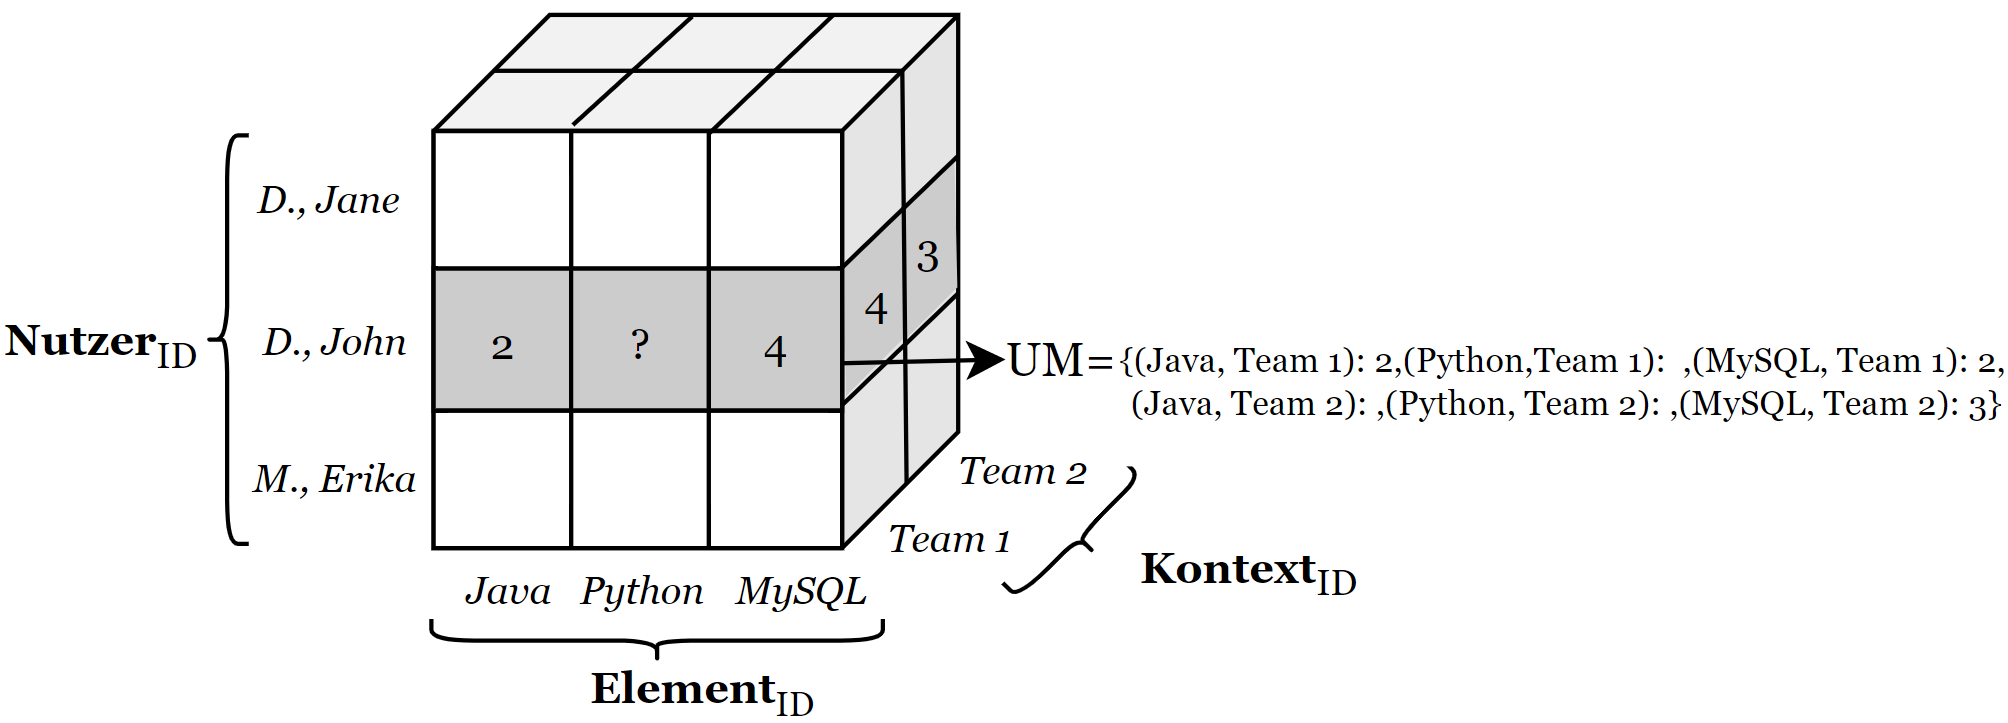 D., Jane
3
4
Nutzer ID
D., John
2 ? 4
UM={(Java, Team 1): 2,(Python,Team 1):  ,(MySQL, Team 1): 2,
(Java, Team 2): ,(Python, Team 2): ,(MySQL, Team 2): 3}
M., Erika
Team 2
Team 1
Kontext ID
Java Python MySQL
Element ID